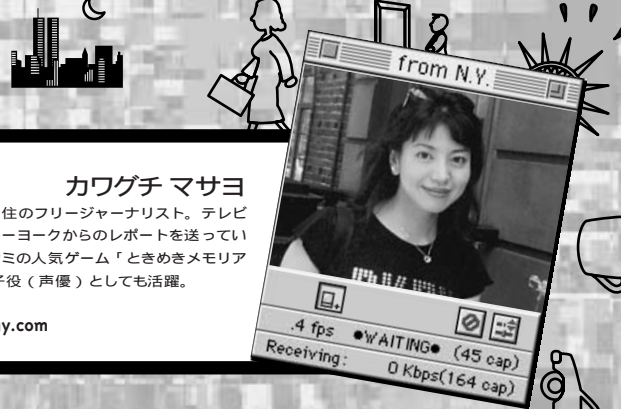 from N.Y.
カワグチ マサヨ
住のフリージャーナリスト。テレビ
ーヨークからのレポートを送ってい
ミの人気ゲーム「ときめきメモリア
子役（声優）としても活躍。
y.com
.4 fps ●WAITING● (45 cap)
Receiving: 0 Kbps(164 cap)